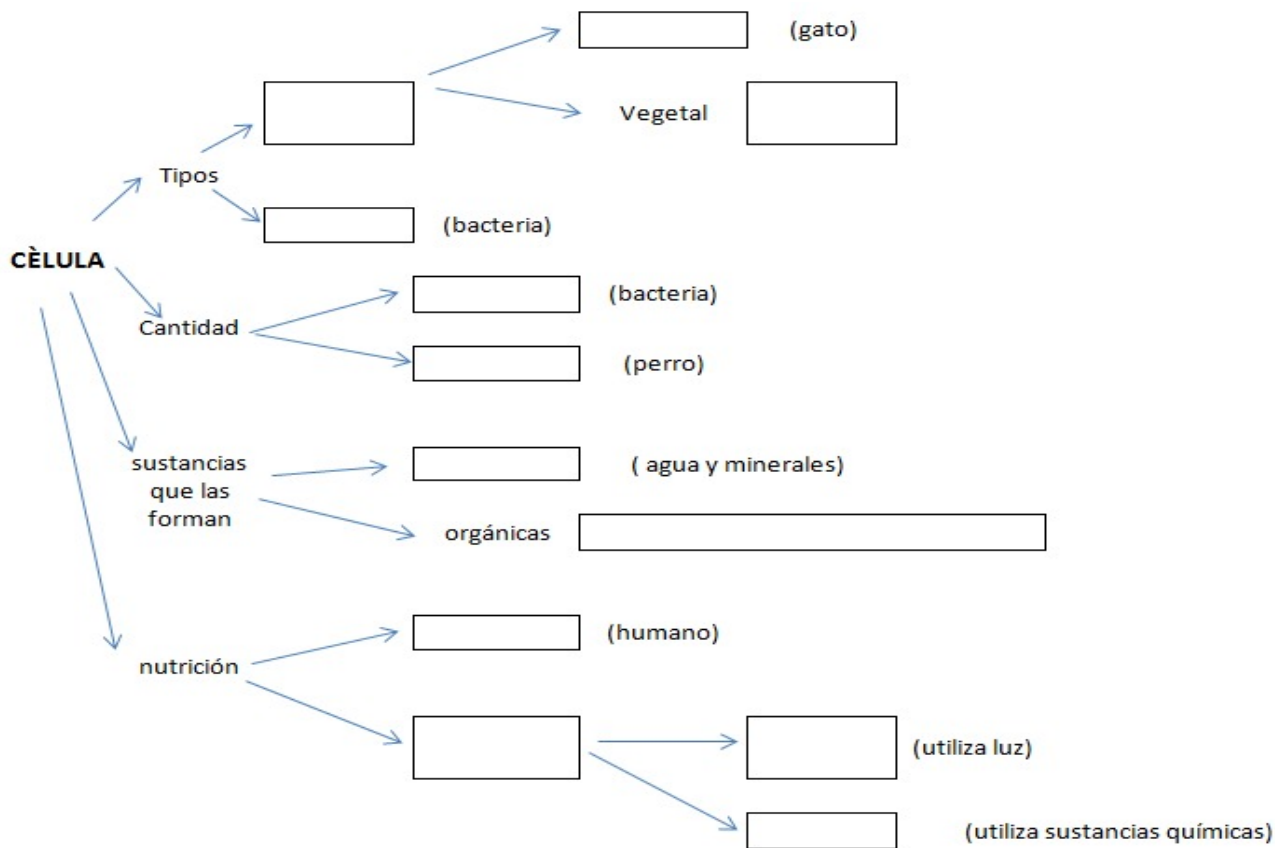 (gato)
Vegetal
Tipos
(bacteria)
CÈLULA
(bacteria)
Cantidad
(perro)
sustancias
que las
forman
( agua y minerales)
orgánicas
(humano)
nutrición
(utiliza luz)
(utiliza sustancias químicas)